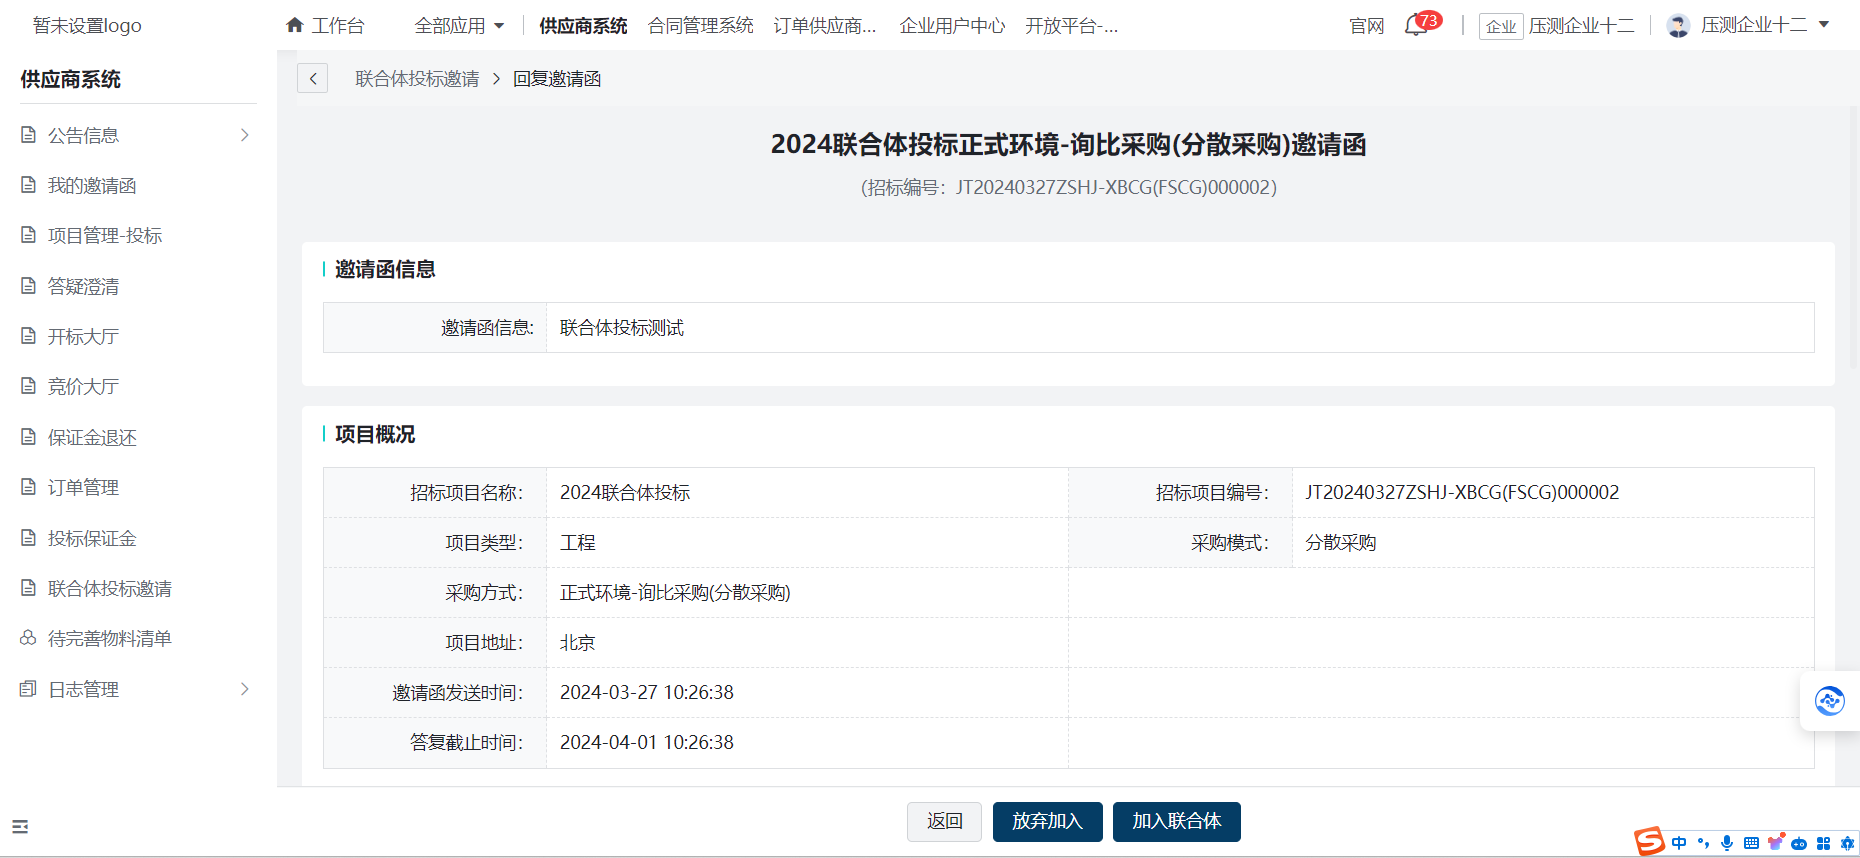 暂未设置logo
工作台 全部应用 供应商系统 合同管理系统 订单供应商... 企业用户中心 开放平台-... 官网 73 企业 压测企业十二 压测企业十二
供应商系统
公告信息
我的邀请函
项目管理-投标
答疑澄清
开标大厅
竞价大厅
保证金退还
订单管理
投标保证金
联合体投标邀请
待完善物料清单
日志管理
联合体投标邀请 > 回复邀请函
2024联合体投标正式环境-询比采购(分散采购)邀请函
(招标编号：JT20240327ZSHJ-XBCG(FSCG)000002)
邀请函信息
邀请函信息: 联合体投标测试
项目概况
招标项目名称： 2024联合体投标 招标项目编号： JT20240327ZSHJ-XBCG(FSCG)000002
项目类型： 工程 采购模式： 分散采购
采购方式： 正式环境-询比采购(分散采购)
项目地址： 北京
邀请函发送时间： 2024-03-27 10:26:38
答复截止时间： 2024-04-01 10:26:38
返回 放弃加入 加入联合体
S 中